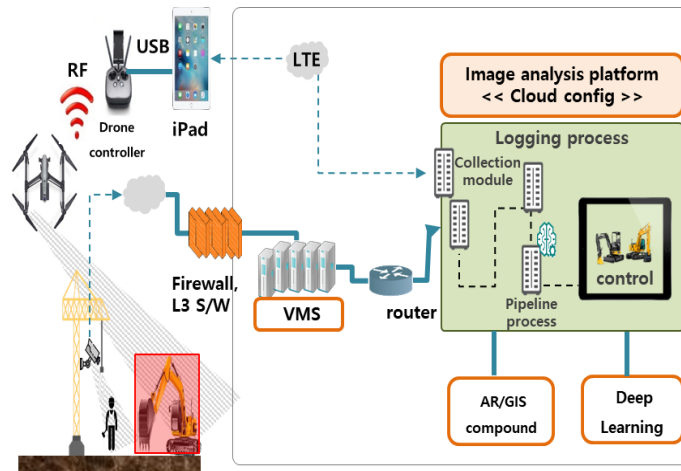 USB
RF
LTE
Drone
controller
iPad
Image analysis platform
<< Cloud config >>
Logging process
Collection
module
control
Pipeline
process
Firewall,
L3 S/W
VMS
router
AR/GIS
compound
Deep
Learning